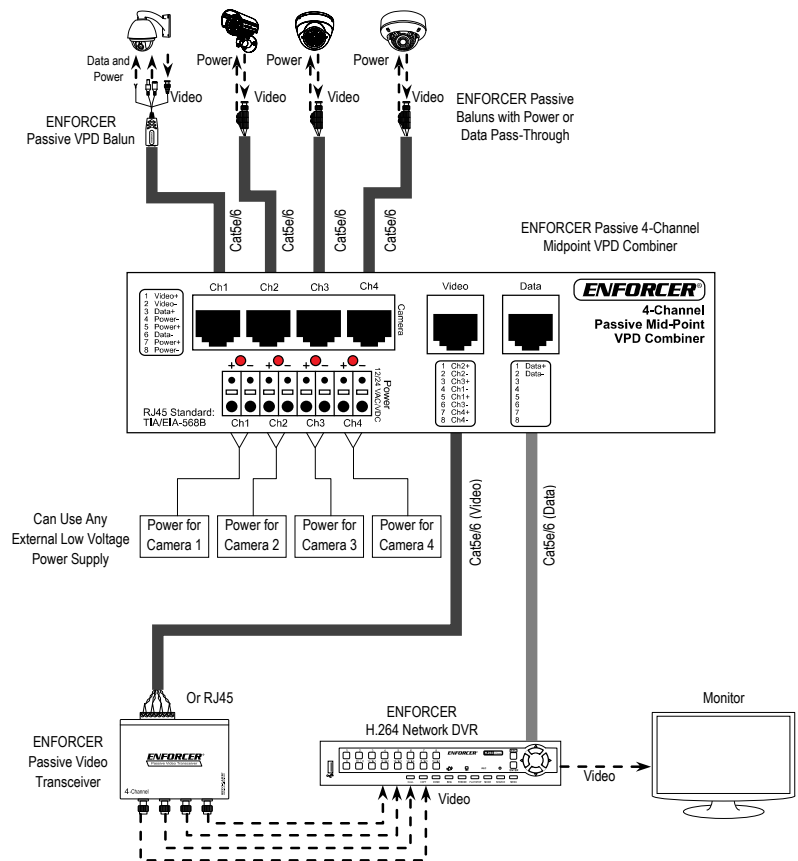 Data and
Power
Video
Power
Video
Power
Video
Power
Video
ENFORCER
Passive VPD Balun
ENFORCER Passive
Baluns with Power or
Data Pass-Through
Cat5e/6
Cat5e/6
Cat5e/6
Cat5e/6
ENFORCER Passive 4-Channel
Midpoint VPD Combiner
Ch1
Ch2
Ch3
Ch4
Video
Data
1 Video+
2 Video-
3 Data+
4 Power-
5 Power+
6 Data-
7 Power+
8 Power-
Camera
ENFORCER®
4-Channel
Passive Mid-Point
VPD Combiner
+ − + − + − + −
Power
12/24 VAC/VDC
1 Ch2+
2 Ch2-
3 Ch3+
4 Ch1-
5 Ch1+
6 Ch3-
7 Ch4+
8 Ch4-
1 Data+
2 Data-
3
4
5
6
7
8
RJ45 Standard:
TIA/EIA-568B
Ch1
Ch2
Ch3
Ch4
Can Use Any
External Low Voltage
Power Supply
Power for
Camera 1
Power for
Camera 2
Power for
Camera 3
Power for
Camera 4
Cat5e/6 (Video)
Cat5e/6 (Data)
Or RJ45
ENFORCER
Passive Video
Transceiver
ENFORCER
Passive Video Transceiver
4-Channel
ENFORCER
H.264 Network DVR
ENFORCER
Video
Video
Monitor